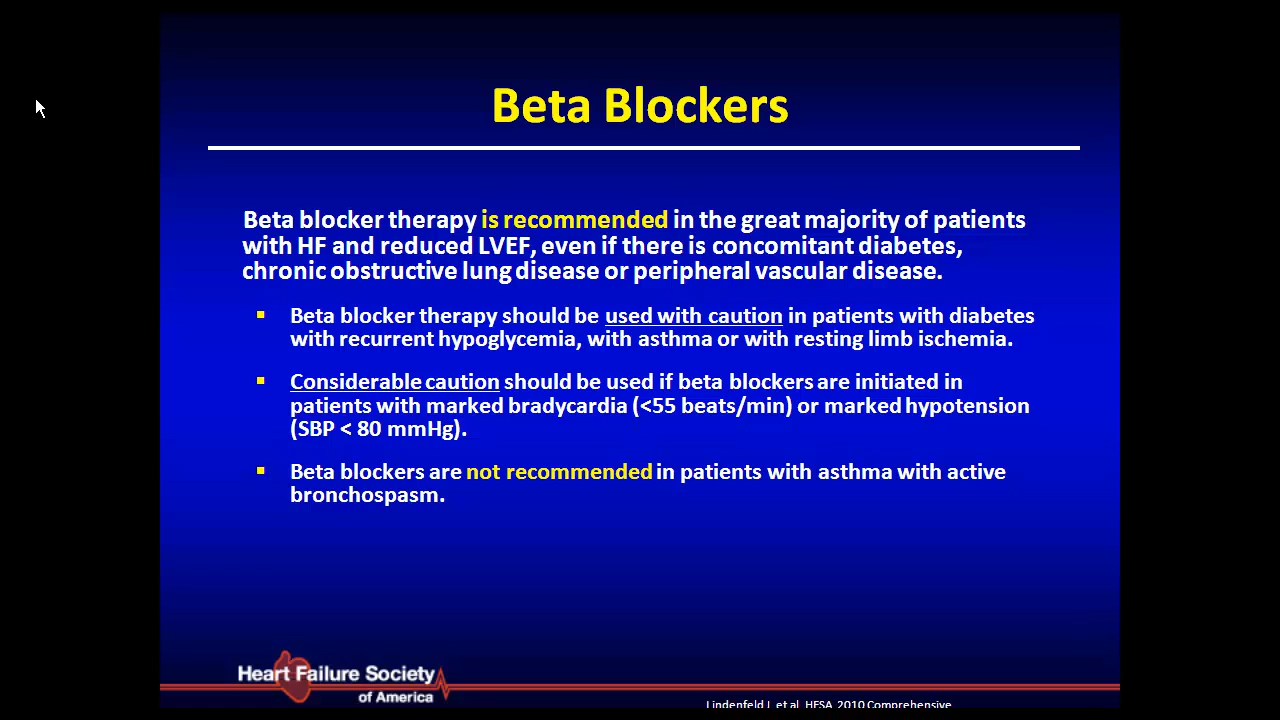 Beta Blockers
Beta blocker therapy is recommended in the great majority of patients
with HF and reduced LVEF, even if there is concomitant diabetes,
chronic obstructive lung disease or peripheral vascular disease.
▪ Beta blocker therapy should be used with caution in patients with diabetes
with recurrent hypoglycemia, with asthma or with resting limb ischemia.
▪ Considerable caution should be used if beta blockers are initiated in
patients with marked bradycardia (<55 beats/min) or marked hypotension
(SBP < 80 mmHg).
▪ Beta blockers are not recommended in patients with asthma with active
bronchospasm.
Heart Failure Society
of America
Lindenfeld J, et al. HFSA 2010 Comprehensive